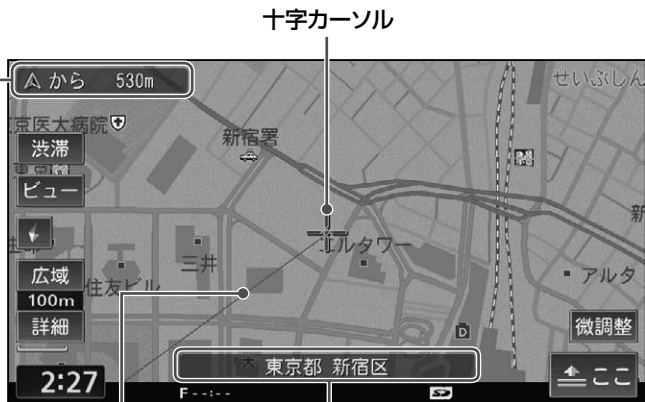 十字カーソル
から 530m
せいぶしん
京医大病院
新宿署
渋滞
ビュー
新
エルタワー
三井
広域
住友ビル
アルタ
100m
詳細
微調整
東京都 新宿区
ここ
2:27
F--:--
SD
D